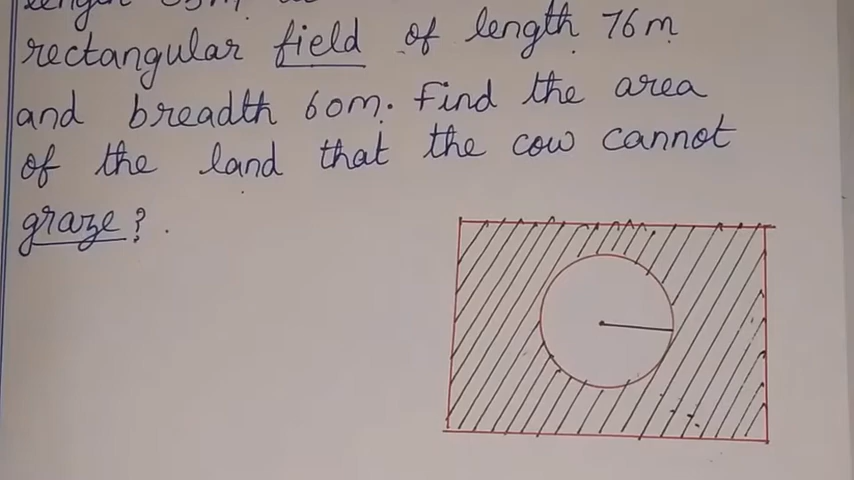 rectangular field of length 76m
and breadth 60m. Find the area
of the land that the cow cannot
graze?